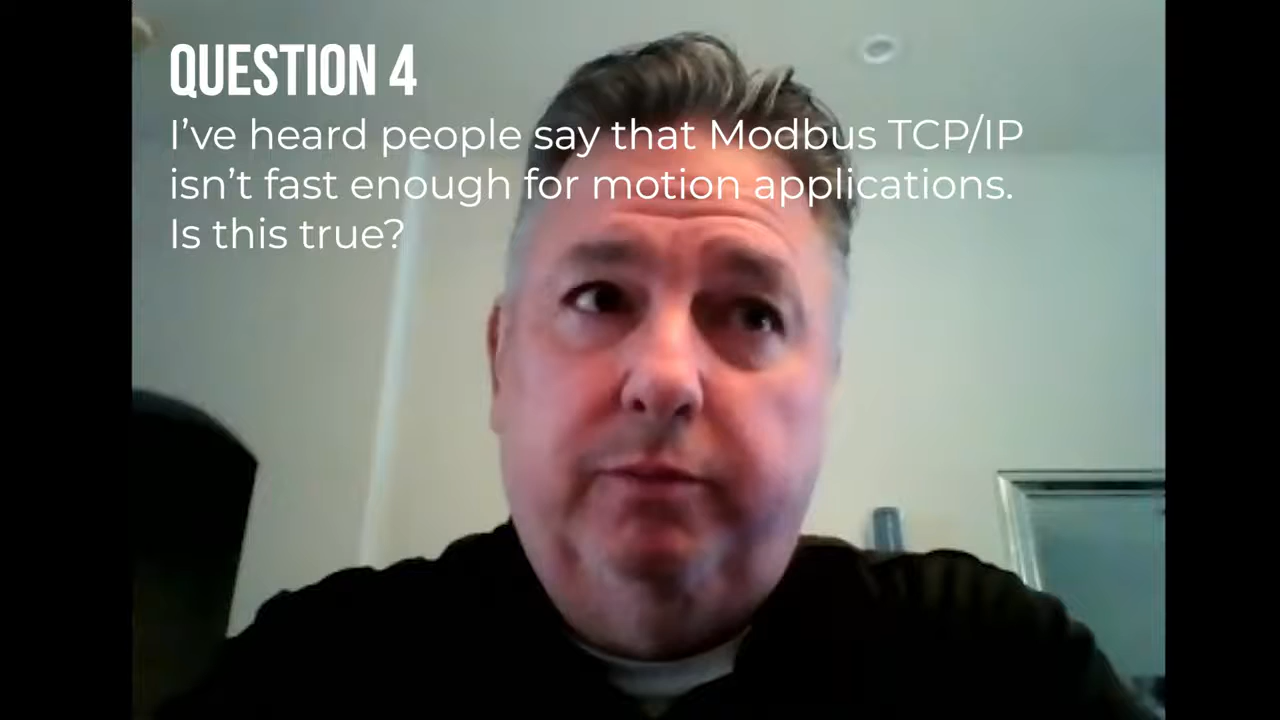 QUESTION 4
I’ve heard people say that Modbus TCP/IP
isn’t fast enough for motion applications.
Is this true?